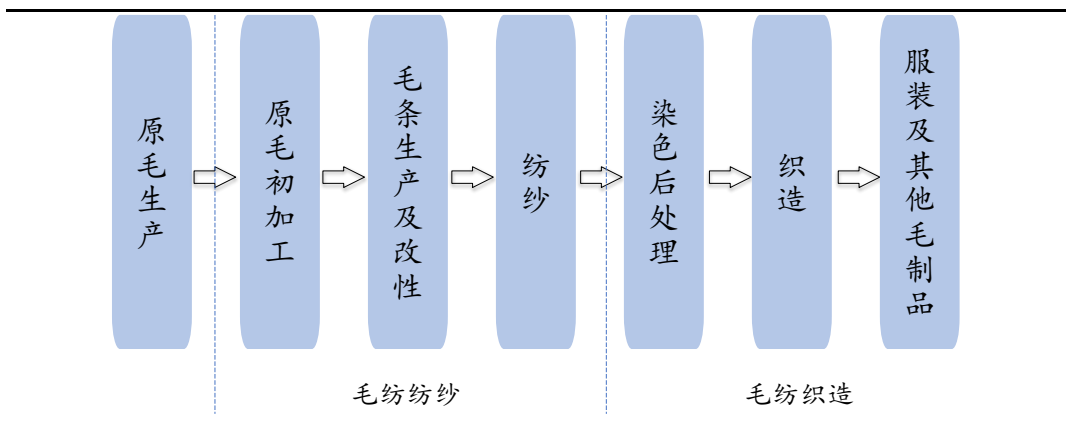 原毛生产
原毛初加工
毛条生产及改性
纺纱
染色后处理
织造
服装及其他毛制品
毛纺纺纱
毛纺织造